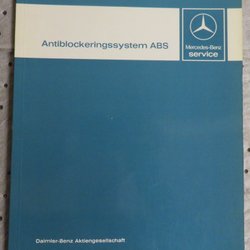 Antiblockeringssystem ABS
Mercedes-Benz
service
Daimler-Benz Aktiengesellschaft